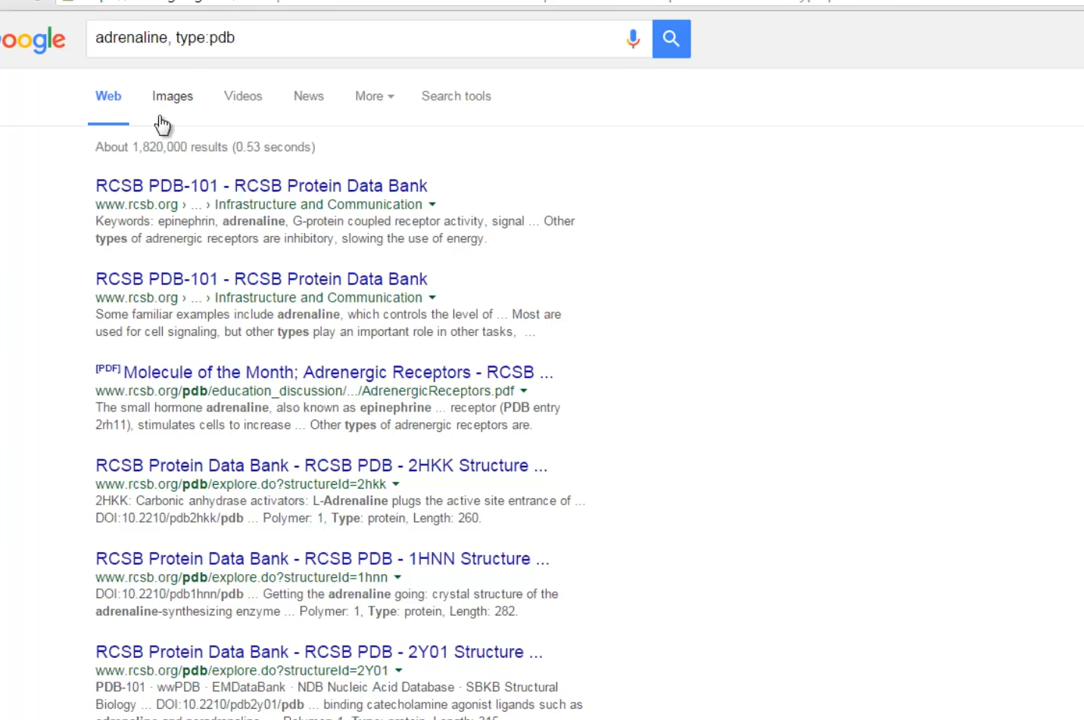 oogle
adrenaline, type:pdb
Web Images Videos News More Search tools
About 1,820,000 results (0.53 seconds)
RCSB PDB-101 - RCSB Protein Data Bank
www.rcsb.org › ... › Infrastructure and Communication
Keywords: epinephrin, adrenaline, G-protein coupled receptor activity, signal ... Other
types of adrenergic receptors are inhibitory, slowing the use of energy.
RCSB PDB-101 - RCSB Protein Data Bank
www.rcsb.org › ... › Infrastructure and Communication
Some familiar examples include adrenaline, which controls the level of ... Most are
used for cell signaling, but other types play an important role in other tasks, ...
[PDF] Molecule of the Month; Adrenergic Receptors - RCSB ...
www.rcsb.org/pdb/education_discussion/.../AdrenergicReceptors.pdf
The small hormone adrenaline, also known as epinephrine ... receptor (PDB entry
2rh11), stimulates cells to increase ... Other types of adrenergic receptors are.
RCSB Protein Data Bank - RCSB PDB - 2HKK Structure ...
www.rcsb.org/pdb/explore.do?structureId=2hkk
2HKK: Carbonic anhydrase activators: L-Adrenaline plugs the active site entrance of ...
DOI:10.2210/pdb2hkk/pdb ... Polymer: 1, Type: protein, Length: 260.
RCSB Protein Data Bank - RCSB PDB - 1HNN Structure ...
www.rcsb.org/pdb/explore.do?structureId=1hnn
DOI:10.2210/pdb1hnn/pdb ... Getting the adrenaline going: crystal structure of the
adrenaline-synthesizing enzyme ... Polymer: 1, Type: protein, Length: 282.
RCSB Protein Data Bank - RCSB PDB - 2Y01 Structure ...
www.rcsb.org/pdb/explore.do?structureId=2Y01
PDB-101 · wwPDB · EMDataBank · NDB Nucleic Acid Database · SBKB Structural
Biology ... DOI:10.2210/pdb2y01/pdb ... binding catecholamine agonist ligands such as